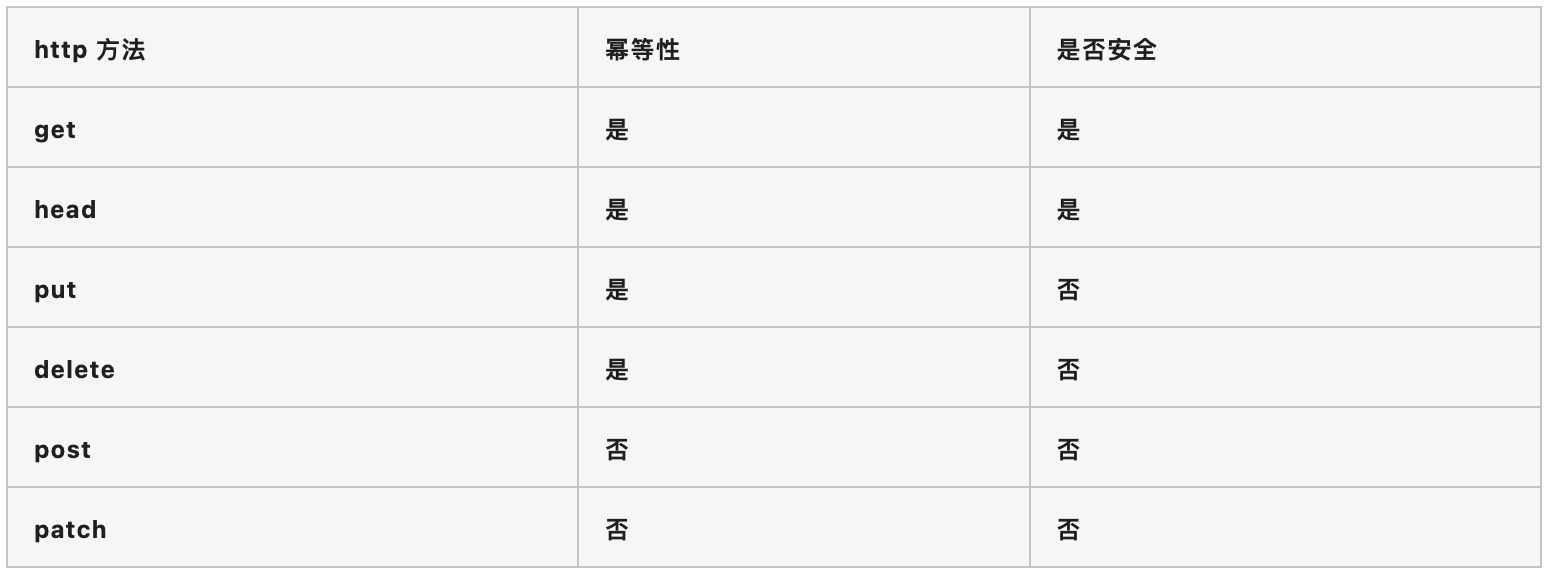 http 方法 幂等性 是否安全
get 是 是
head 是 是
put 是 否
delete 是 否
post 否 否
patch 否 否